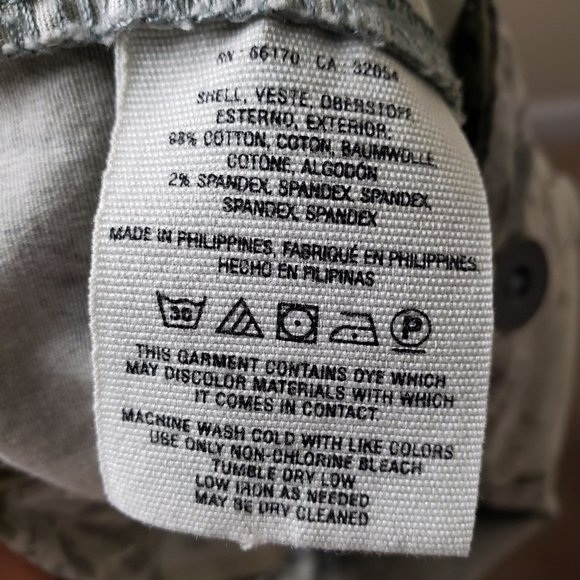 RN: 66170 CA: 32054
SHELL, VESTE, OBERSTOFF,
ESTERNO, EXTERIOR:
98% COTTON, COTON, BAUMWOLLE,
COTONE, ALGODÓN
2% SPANDEX, SPANDEX, SPANDEX,
SPANDEX, SPANDEX
MADE IN PHILIPPINES, FABRIQUÉ EN PHILIPPINES,
HECHO EN FILIPINAS
30 P
THIS GARMENT CONTAINS DYE WHICH
MAY DISCOLOR MATERIALS WITH WHICH
IT COMES IN CONTACT.
MACHINE WASH COLD WITH LIKE COLORS
USE ONLY NON-CHLORINE BLEACH
TUMBLE DRY LOW
LOW IRON AS NEEDED
MAY BE DRY CLEANED